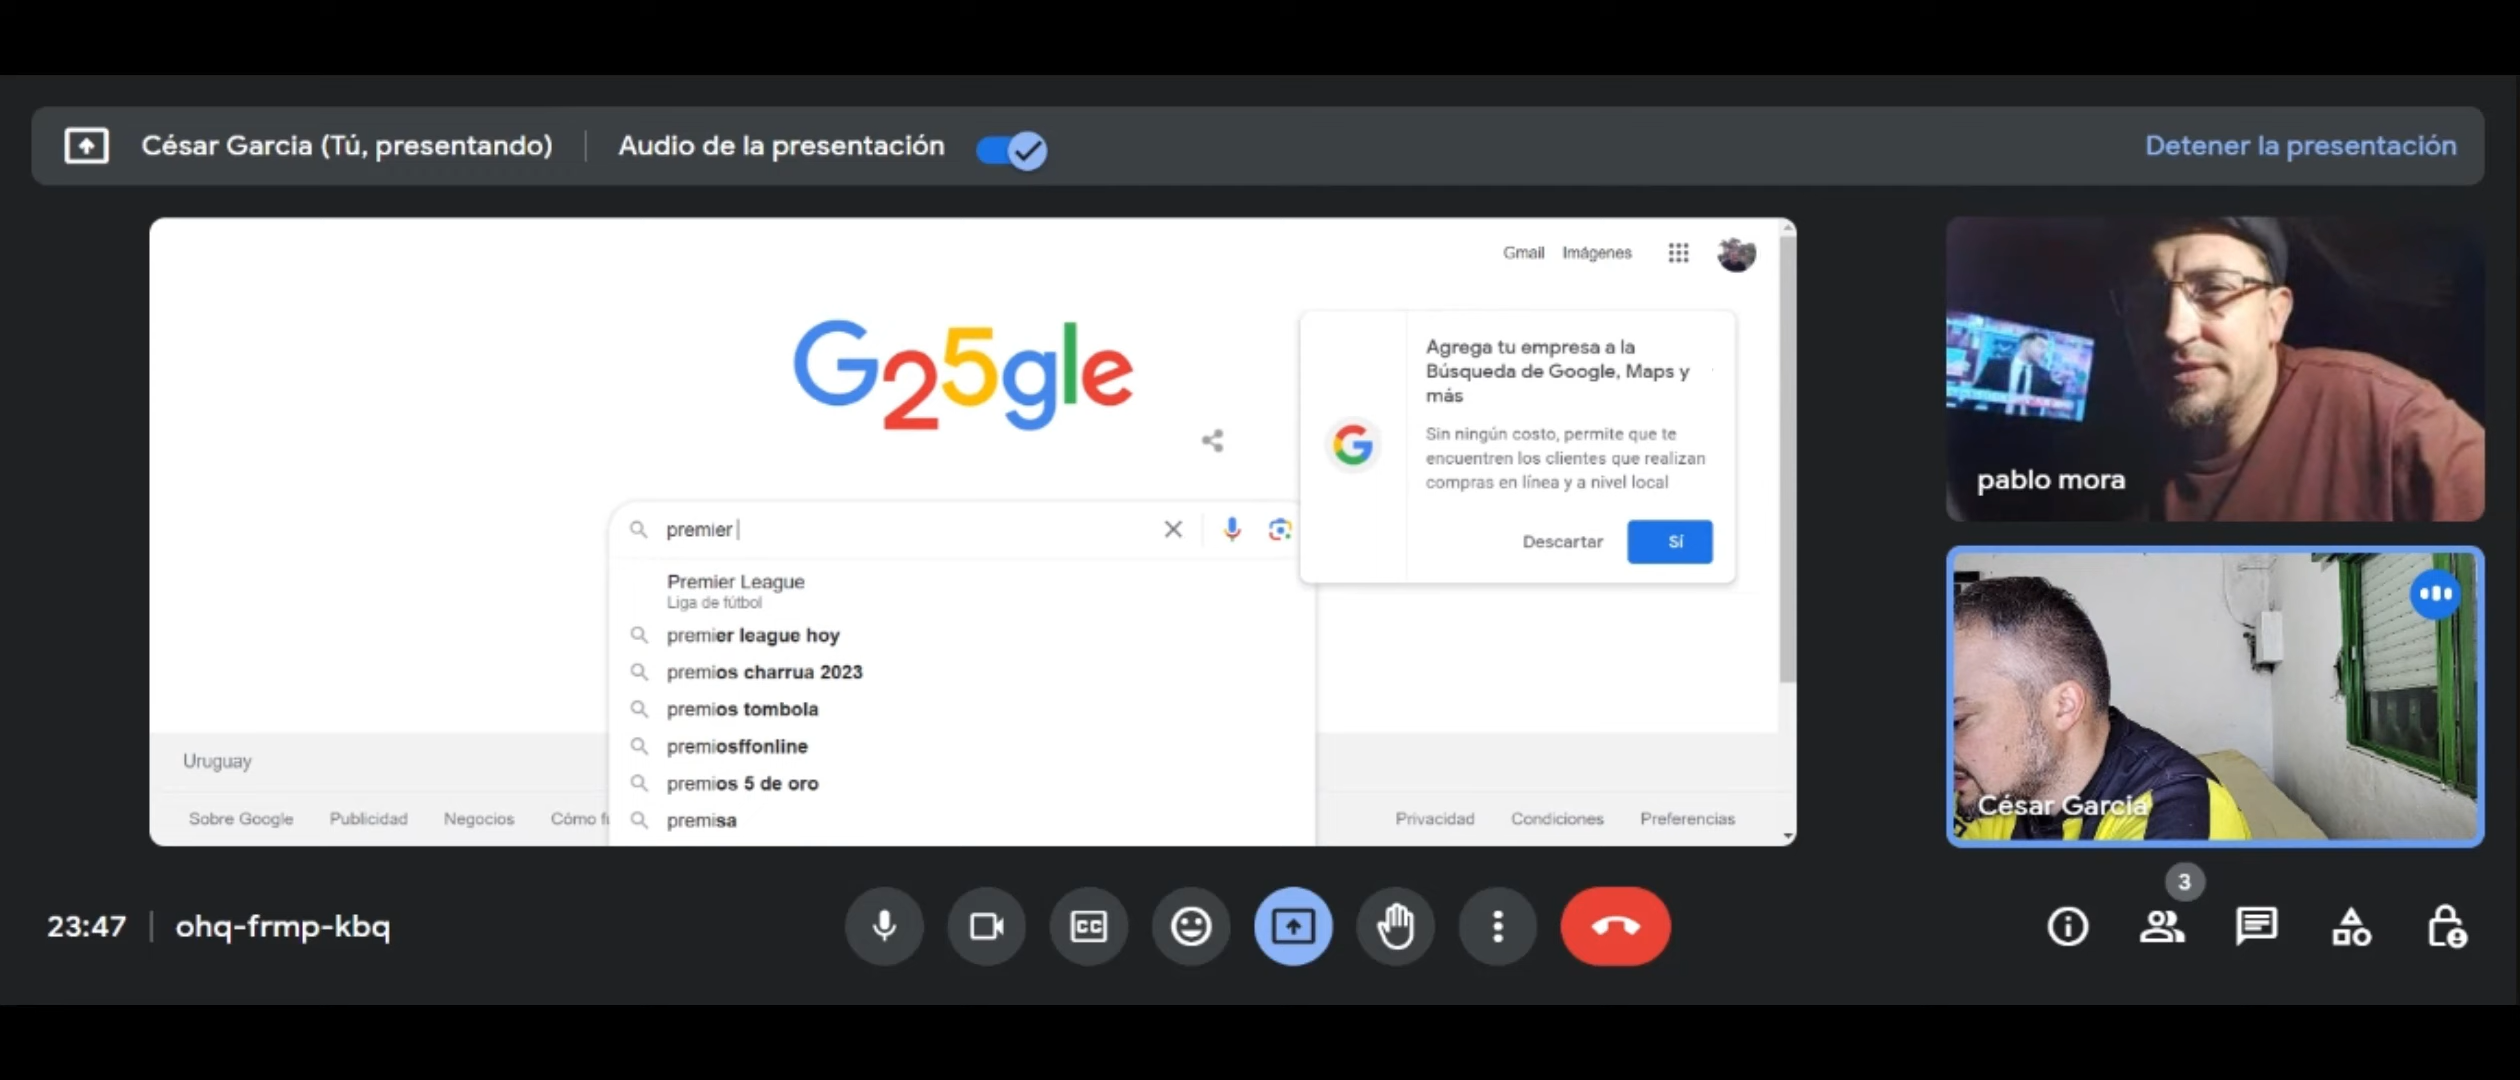 César Garcia (Tú, presentando)
Audio de la presentación
Detener la presentación
Gmail Imágenes
G25gle
Agrega tu empresa a la
Búsqueda de Google, Maps y
más
Sin ningún costo, permite que te
encuentren los clientes que realizan
compras en línea y a nivel local
Descartar
Sí
premier
Premier League
Liga de fútbol
premier league hoy
premios charrua 2023
premios tombola
premiosffonline
premios 5 de oro
premisa
Uruguay
Sobre Google Publicidad Negocios Cómo
Privacidad Condiciones Preferencias
pablo mora
César Garcia
23:47
ohq-frmp-kbq
CC
3